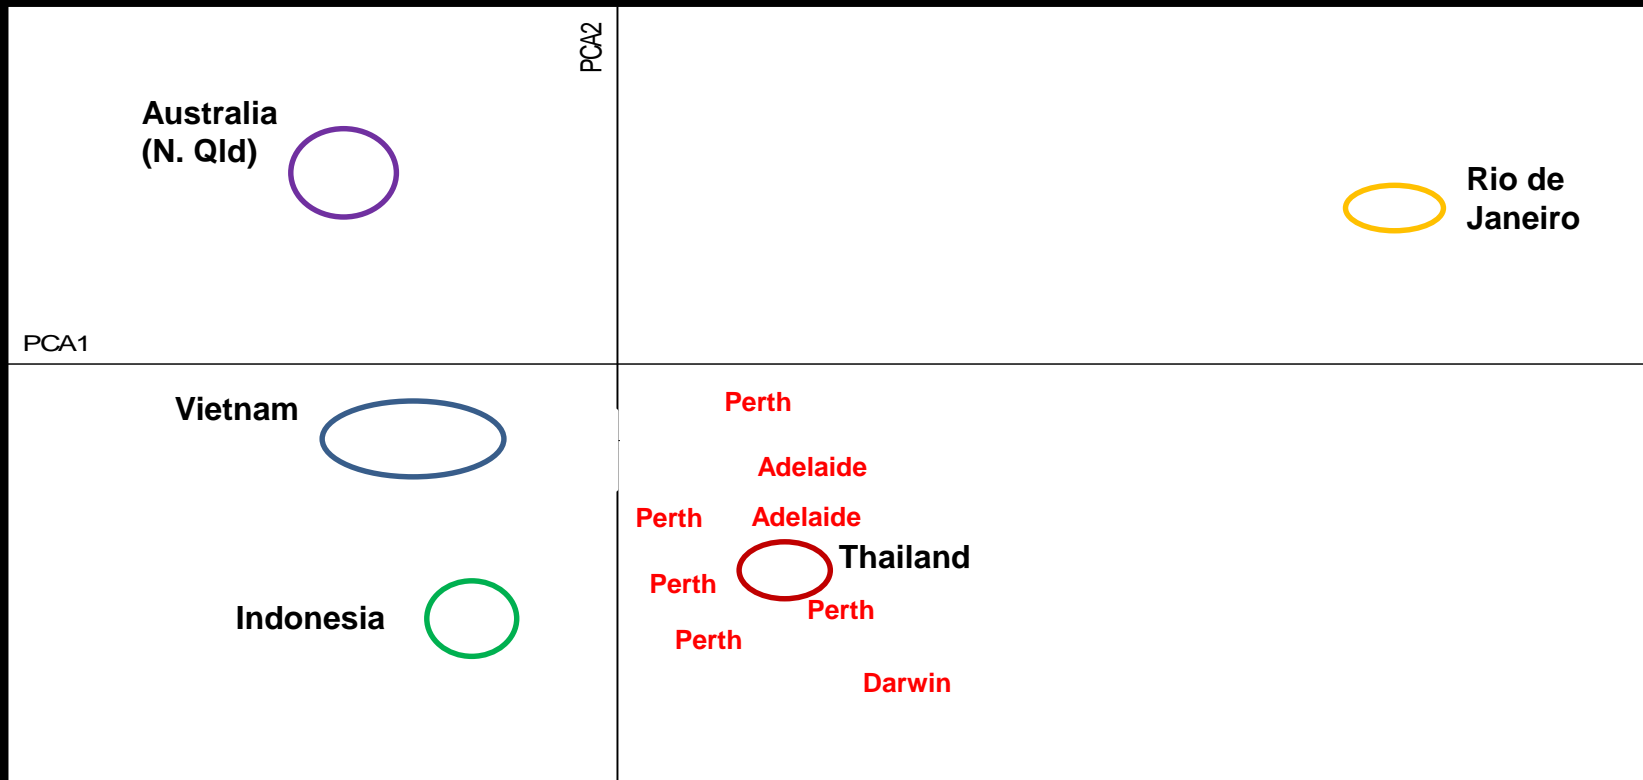 PCA2
Australia
(N. Qld)
Rio de
Janeiro
PCA1
Vietnam
Perth
Adelaide
Perth
Adelaide
Thailand
Perth
Perth
Indonesia
Perth
Darwin